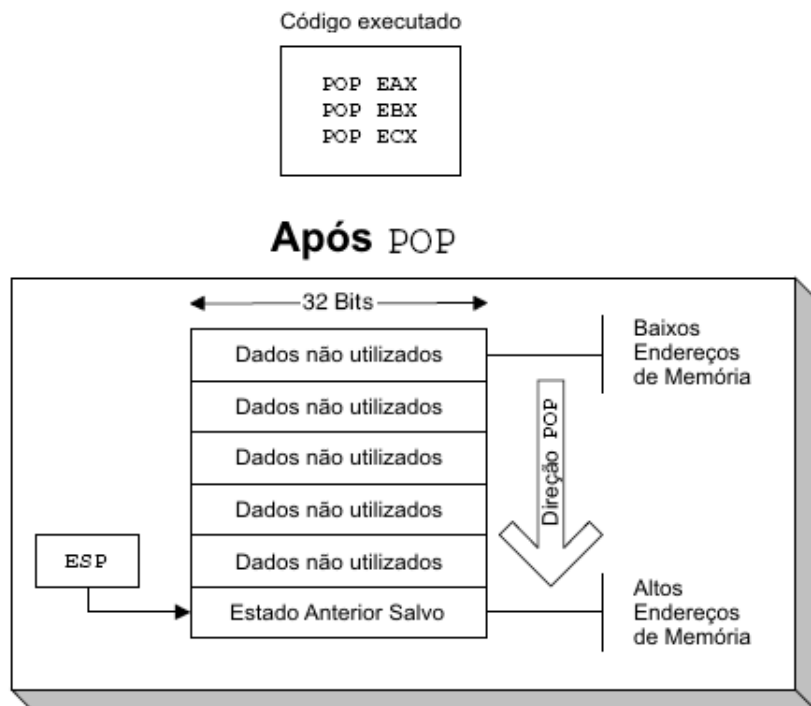 Código executado
POP EAX
POP EBX
POP ECX
Após POP
32 Bits
Dados não utilizados
Dados não utilizados
Dados não utilizados
Dados não utilizados
Dados não utilizados
Estado Anterior Salvo
ESP
Direção POP
Baixos
Endereços
de Memória
Altos
Endereços
de Memória